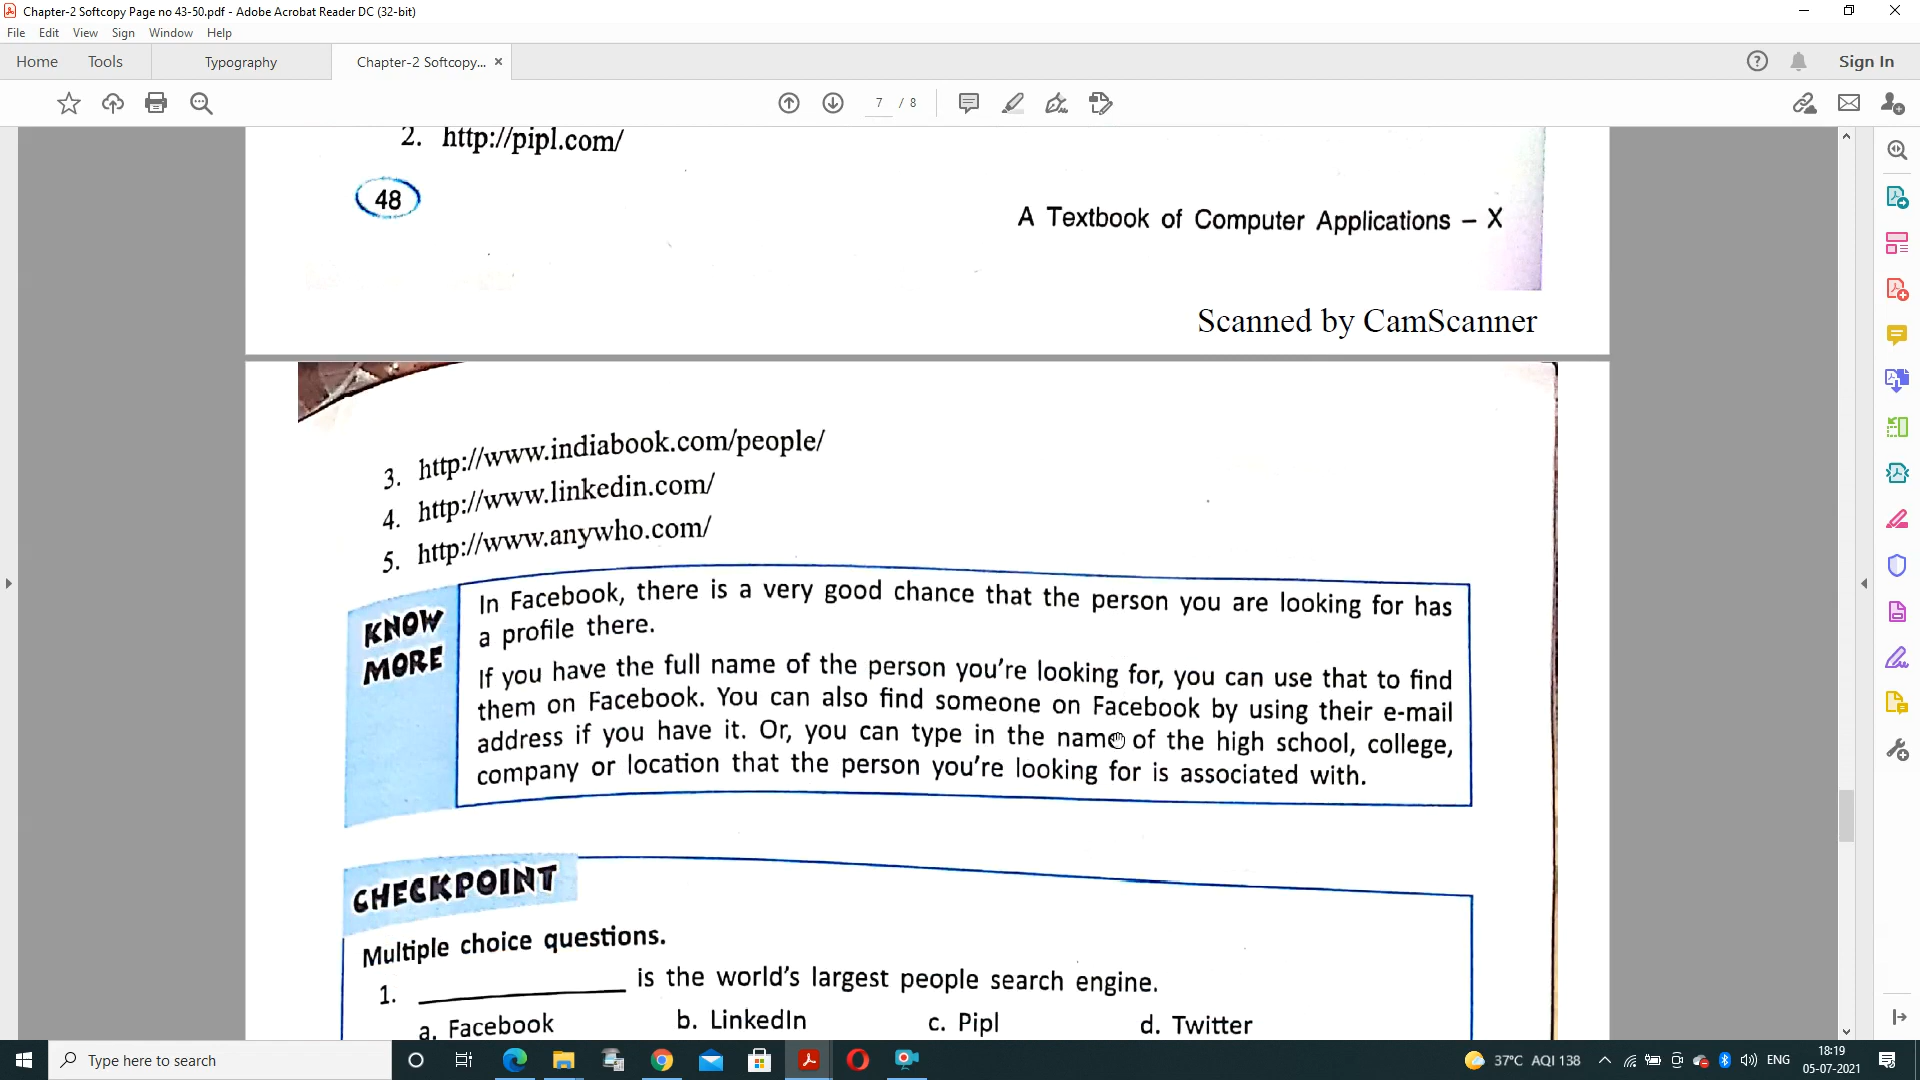 Chapter-2 Softcopy Page no 43-50.pdf - Adobe Acrobat Reader DC (32-bit)
File Edit View Sign Window Help
Home Tools Typography Chapter-2 Softcopy... × Sign In
7 / 8
2. http://pipl.com/
48
A Textbook of Computer Applications – X
Scanned by CamScanner
3. http://www.indiabook.com/people/
4. http://www.linkedin.com/
5. http://www.anywho.com/
KNOW
MORE
In Facebook, there is a very good chance that the person you are looking for has
a profile there.
If you have the full name of the person you're looking for, you can use that to find
them on Facebook. You can also find someone on Facebook by using their e-mail
address if you have it. Or, you can type in the name of the high school, college,
company or location that the person you're looking for is associated with.
CHECKPOINT
Multiple choice questions.
1. ____________ is the world's largest people search engine.
a. Facebook b. LinkedIn c. Pipl d. Twitter
Type here to search
37°C AQI 138
ENG
18:19
05-07-2021